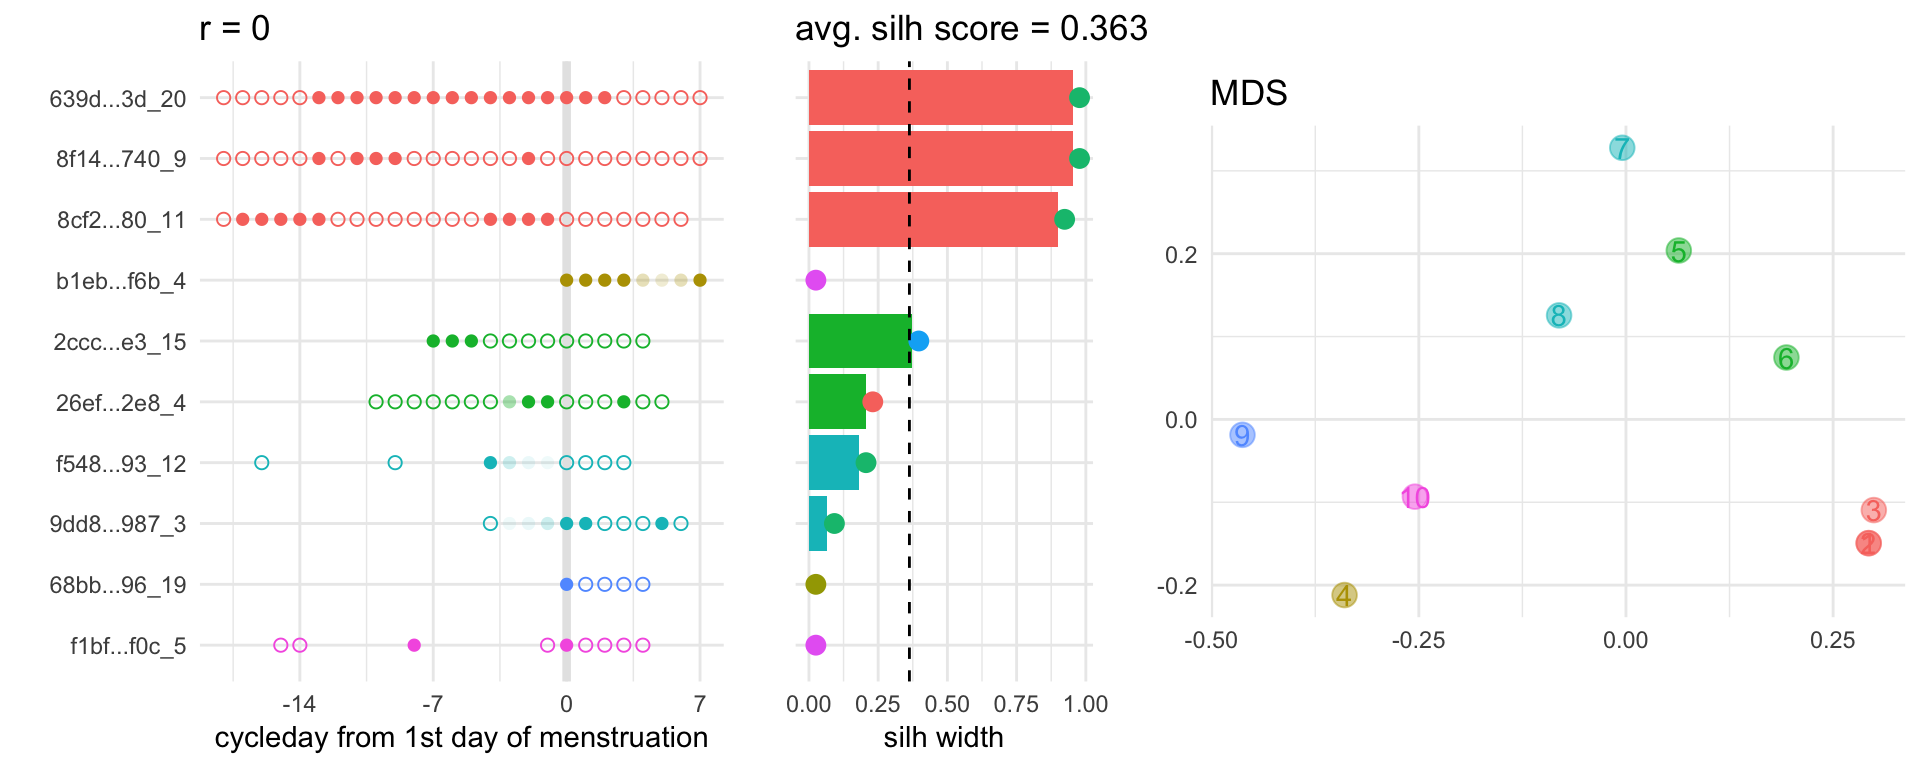 r = 0
639d...3d_20
8f14...740_9
8cf2...80_11
b1eb...f6b_4
2ccc...e3_15
26ef...2e8_4
f548...93_12
9dd8...987_3
68bb...96_19
f1bf...f0c_5
-14 -7 0 7
cycleday from 1st day of menstruation
avg. silh score = 0.363
0.00 0.25 0.50 0.75 1.00
silh width
MDS
7
5
0.2
8
6
0.0
9
10
3
4
-0.2
-0.50 -0.25 0.00 0.25